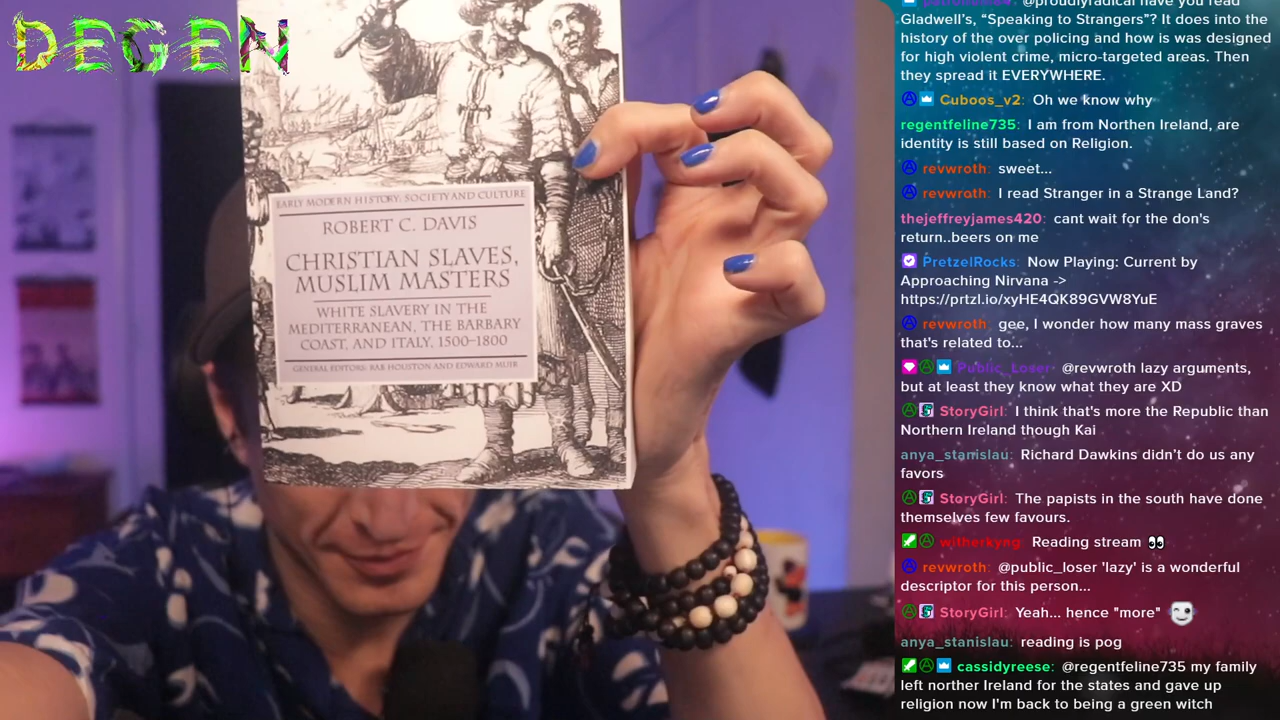 DEGEN
EARLY MODERN HISTORY: SOCIETY AND CULTURE
ROBERT C. DAVIS
CHRISTIAN SLAVES,
MUSLIM MASTERS
WHITE SLAVERY IN THE
MEDITERRANEAN, THE BARBARY
COAST, AND ITALY, 1500–1800
GENERAL EDITORS: RAB HOUSTON AND EDWARD MUIR
@proudlyradical have you read
Gladwell's, “Speaking to Strangers”? It does into the
history of the over policing and how is was designed
for high violent crime, micro-targeted areas. Then
they spread it EVERYWHERE.
Cuboos_v2: Oh we know why
regentfeline735: I am from Northen Ireland, are
identity is still based on Religion.
revwroth: sweet...
revwroth: I read Stranger in a Strange Land?
thejeffreyjames420: cant wait for the don's
return..beers on me
PretzelRocks: Now Playing: Current by
Approaching Nirvana ->
https://prtzl.io/xyHE4QK89GVW8YuE
revwroth: gee, I wonder how many mass graves
that's related to...
Public_Loser: @revwroth lazy arguments,
but at least they know what they are XD
StoryGirl: I think that's more the Republic than
Northern Ireland though Kai
anya_stanislau: Richard Dawkins didn't do us any
favors
StoryGirl: The papists in the south have done
themselves few favours.
witherkyng: Reading stream 👀
revwroth: @public_loser 'lazy' is a wonderful
descriptor for this person...
StoryGirl: Yeah... hence "more"
anya_stanislau: reading is pog
cassidyreese: @regentfeline735 my family
left norther Ireland for the states and gave up
religion now I'm back to being a green witch